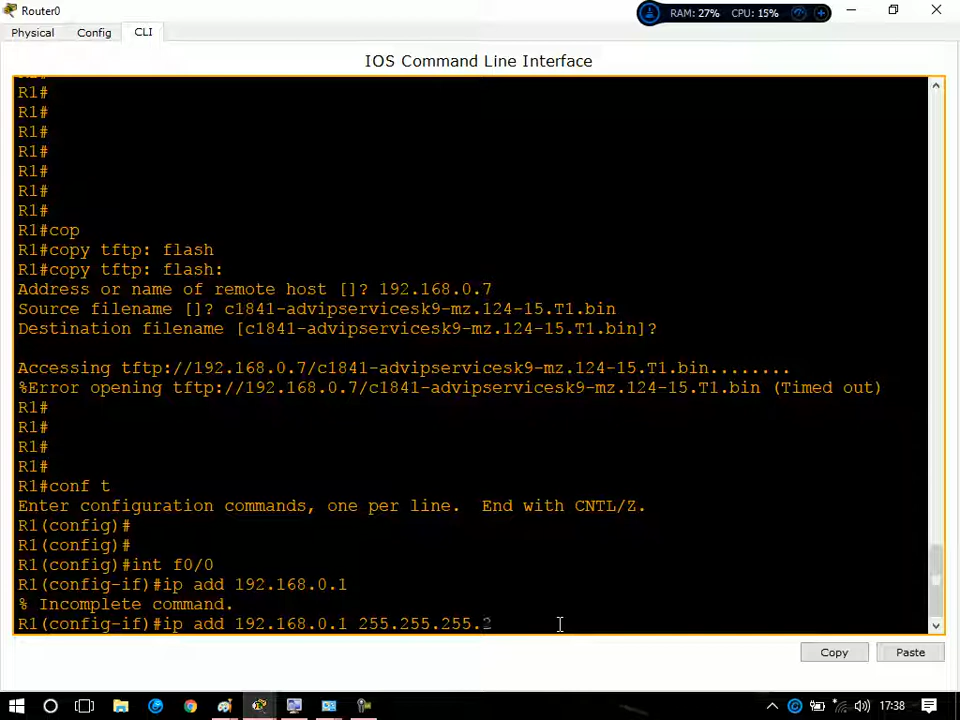 Router0
RAM: 27% CPU: 15%
Physical Config CLI
IOS Command Line Interface
R1#
R1#
R1#
R1#
R1#
R1#
R1#
R1#cop
R1#copy tftp: flash
R1#copy tftp: flash:
Address or name of remote host []? 192.168.0.7
Source filename []? c1841-advipservicesk9-mz.124-15.T1.bin
Destination filename [c1841-advipservicesk9-mz.124-15.T1.bin]?
Accessing tftp://192.168.0.7/c1841-advipservicesk9-mz.124-15.T1.bin........
%Error opening tftp://192.168.0.7/c1841-advipservicesk9-mz.124-15.T1.bin (Timed out)
R1#
R1#
R1#
R1#
R1#conf t
Enter configuration commands, one per line.  End with CNTL/Z.
R1(config)#
R1(config)#
R1(config)#int f0/0
R1(config-if)#ip add 192.168.0.1
% Incomplete command.
R1(config-if)#ip add 192.168.0.1 255.255.255.2
Copy Paste
17:38